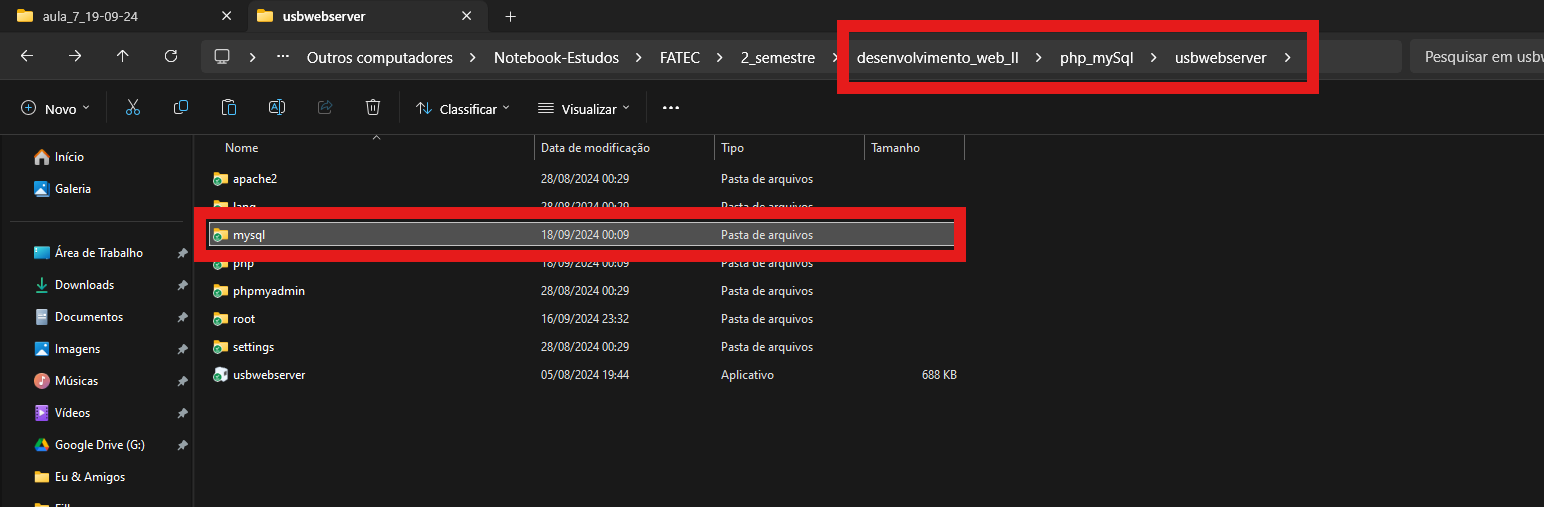 aula_7_19-09-24 usbwebserver
Outros computadores > Notebook-Estudos > FATEC > 2_semestre > desenvolvimento_web_II > php_mySql > usbwebserver > Pesquisar em usbw
Novo Classificar Visualizar
Início
Galeria
Área de Trabalho
Downloads
Documentos
Imagens
Músicas
Vídeos
Google Drive (G:)
Eu & Amigos
Nome Data de modificação Tipo Tamanho
apache2 28/08/2024 00:29 Pasta de arquivos
lang 28/08/2024 00:29 Pasta de arquivos
mysql 18/09/2024 00:09 Pasta de arquivos
php 18/09/2024 00:09 Pasta de arquivos
phpmyadmin 28/08/2024 00:29 Pasta de arquivos
root 16/09/2024 23:32 Pasta de arquivos
settings 28/08/2024 00:29 Pasta de arquivos
usbwebserver 05/08/2024 19:44 Aplicativo 688 KB